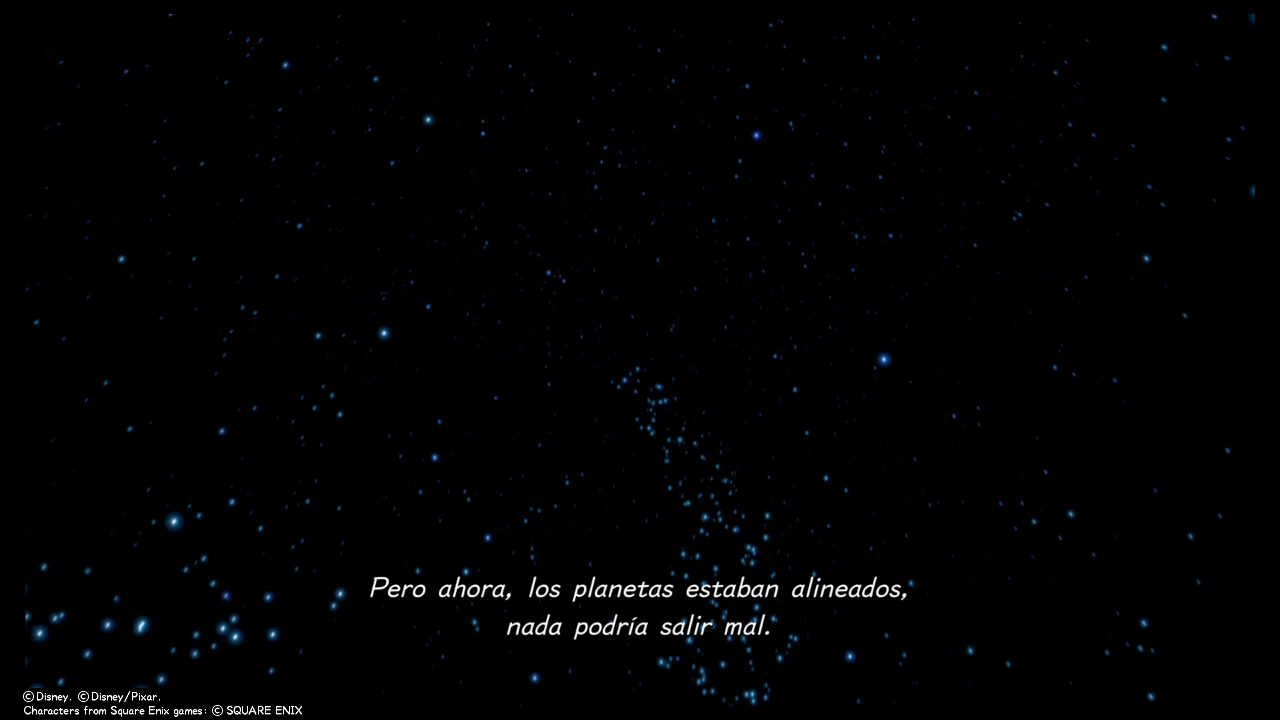 Pero ahora, los planetas estaban alineados,
nada podría salir mal.
©Disney. ©Disney/Pixar.
Characters from Square Enix games: © SQUARE ENIX